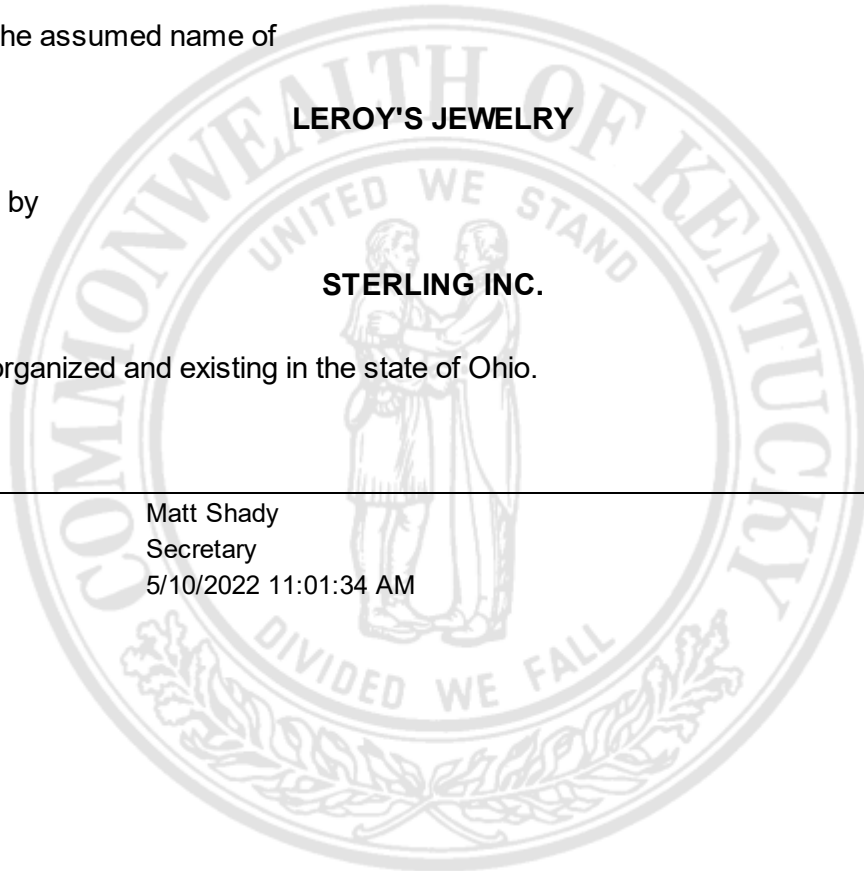 he assumed name of
LEROY'S JEWELRY
by
STERLING INC.
organized and existing in the state of Ohio.
Matt Shady
Secretary
5/10/2022 11:01:34 AM
COMMONWEALTH OF KENTUCKY
UNITED WE STAND
DIVIDED WE FALL